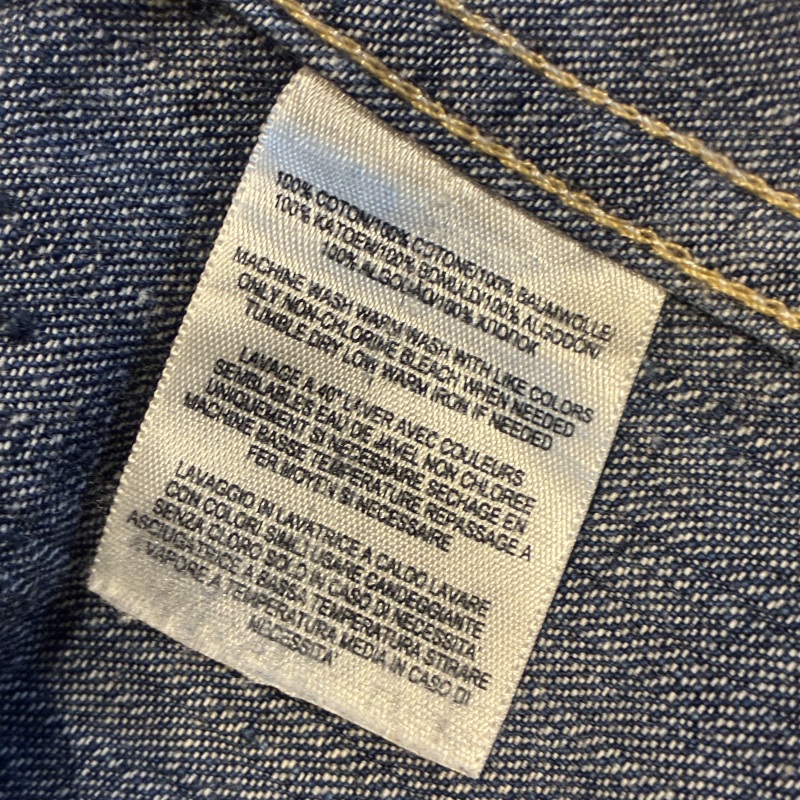 100% COTON/100% COTONE/100% BAUMWOLLE
100% KATOEN/100% BOMULD/100% ALGODON/
100% ALGODAO/100% ΧΛΟΠΟΚ
MACHINE WASH WARM WASH WITH LIKE COLORS
ONLY NON-CHLORINE BLEACH WHEN NEEDED
TUMBLE DRY LOW WARM IRON IF NEEDED
LAVAGE A 40° LAVER AVEC COULEURS
SEMBLABLES EAU DE JAVEL NON CHLOREE
UNIQUEMENT SI NECESSAIRE SECHAGE EN
MACHINE BASSE TEMPERATURE REPASSAGE A
FER MOYEN SI NECESSAIRE
LAVAGGIO IN LAVATRICE A CALDO LAVARE
CON COLORI SIMILI USARE CANDEGGIANTE
SENZA CLORO SOLO IN CASO DI NECESSITA'
ASCIUGATRICE A BASSA TEMPERATURA STIRARE
A VAPORE A TEMPERATURA MEDIA IN CASO DI
NECESSITA'